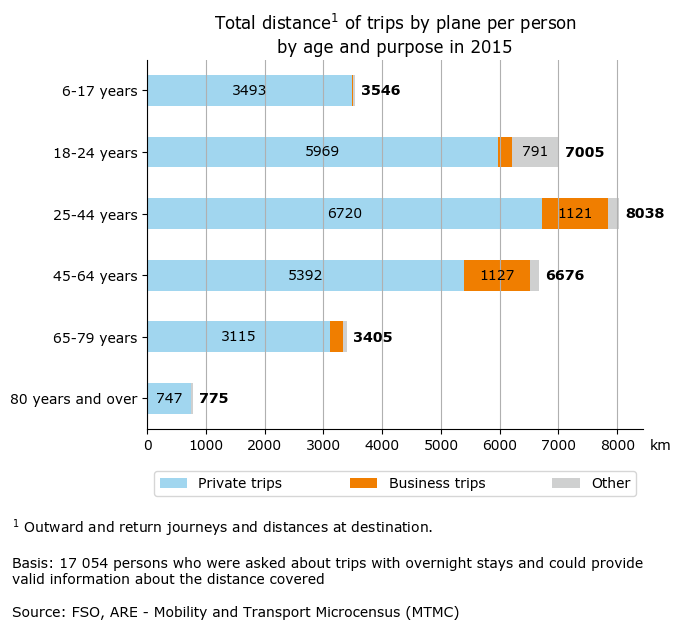 Total distance¹ of trips by plane per person
by age and purpose in 2015
6-17 years 3493 3546
18-24 years 5969 791 7005
25-44 years 6720 1121 8038
45-64 years 5392 1127 6676
65-79 years 3115 3405
80 years and over 747 775
0 1000 2000 3000 4000 5000 6000 7000 8000 km
Private trips Business trips Other
¹ Outward and return journeys and distances at destination.
Basis: 17 054 persons who were asked about trips with overnight stays and could provide
valid information about the distance covered
Source: FSO, ARE - Mobility and Transport Microcensus (MTMC)